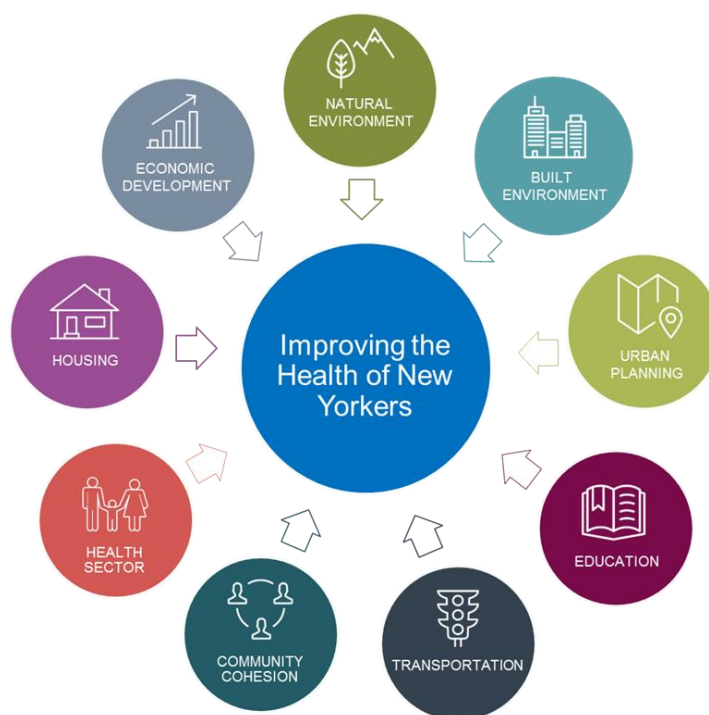 NATURAL
ENVIRONMENT
BUILT
ENVIRONMENT
URBAN
PLANNING
EDUCATION
TRANSPORTATION
COMMUNITY
COHESION
HEALTH
SECTOR
HOUSING
ECONOMIC
DEVELOPMENT
Improving the
Health of New
Yorkers